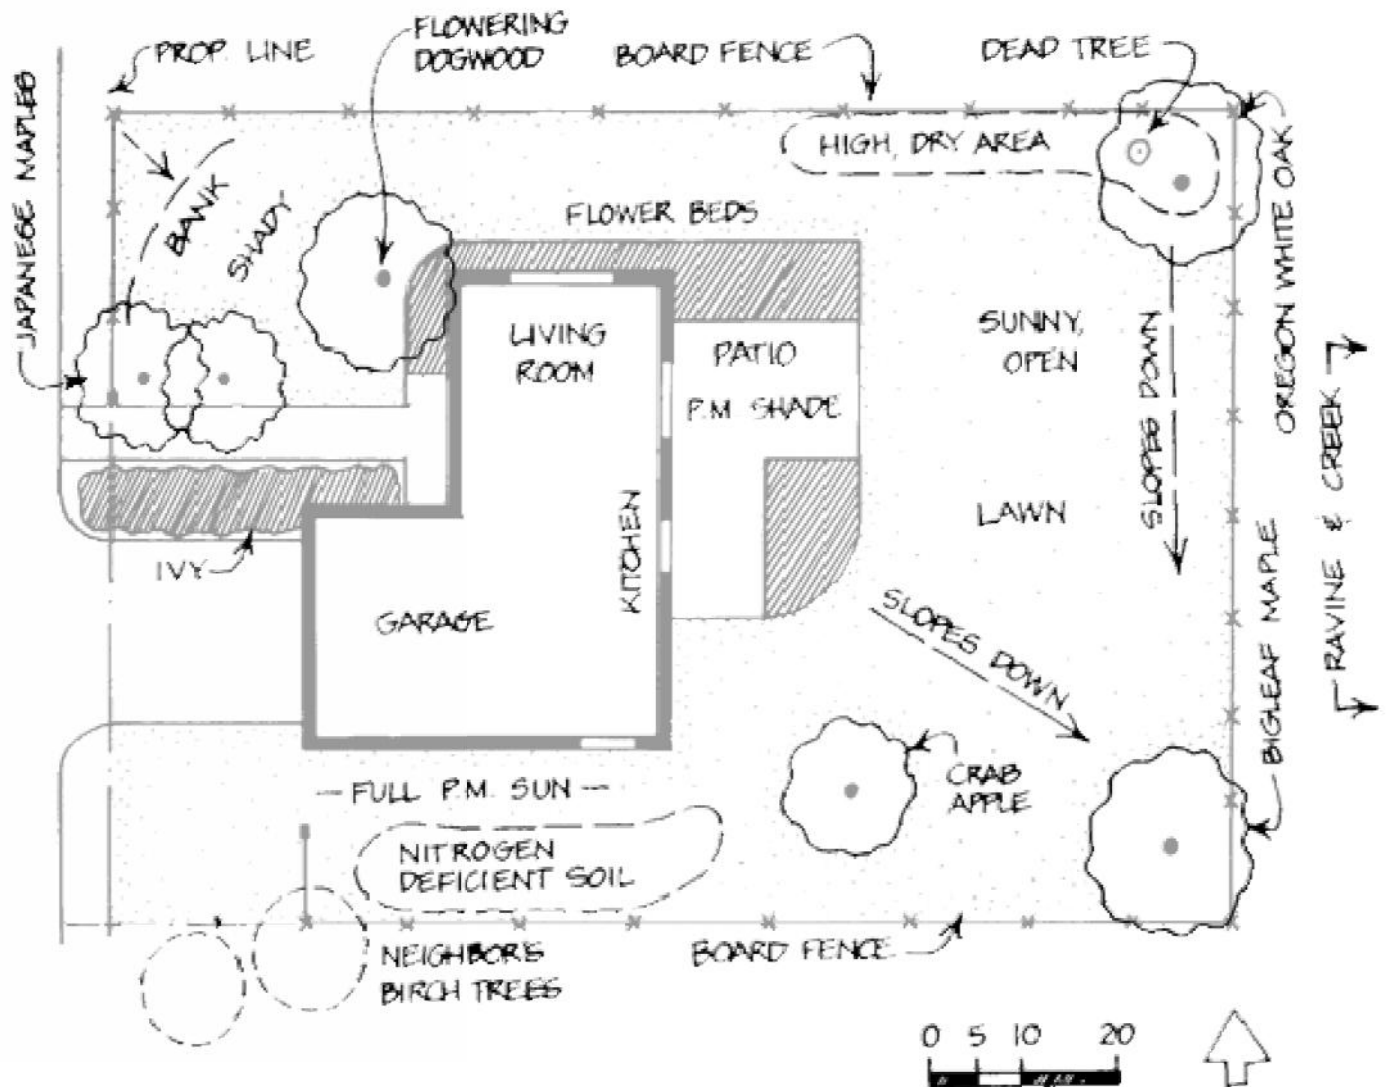 PROP. LINE
FLOWERING
DOGWOOD
BOARD FENCE
DEAD TREE
JAPANESE MAPLES
HIGH, DRY AREA
BANK
SHADY
FLOWER BEDS
OREGON WHITE OAK
LIVING
ROOM
PATIO
P.M SHADE
SUNNY,
OPEN
SLOPES DOWN
RAVINE & CREEK
LAWN
KITCHEN
IVY
GARAGE
SLOPES DOWN
BIGLEAF MAPLE
CRAB
APPLE
FULL P.M. SUN
NITROGEN
DEFICIENT SOIL
NEIGHBORS
BIRCH TREES
BOARD FENCE
0 5 10 20